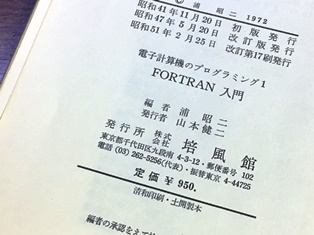 © 浦 昭二 1972
昭和41年11月20日 初版発行
昭和47年5月20日 改訂版発行
昭和51年2月25日 改訂第17刷発行
電子計算機のプログラミング1
FORTRAN 入門
編者 浦 昭二
発行者 山本健二
発行所 株式会社 培風館
東京都千代田区九段南4-3-12・郵便番号 102
電話(03)262-5256(代表)・振替東京 4-44725
定価 ¥ 950.
清和印刷・土開製本
編者の承認をえて